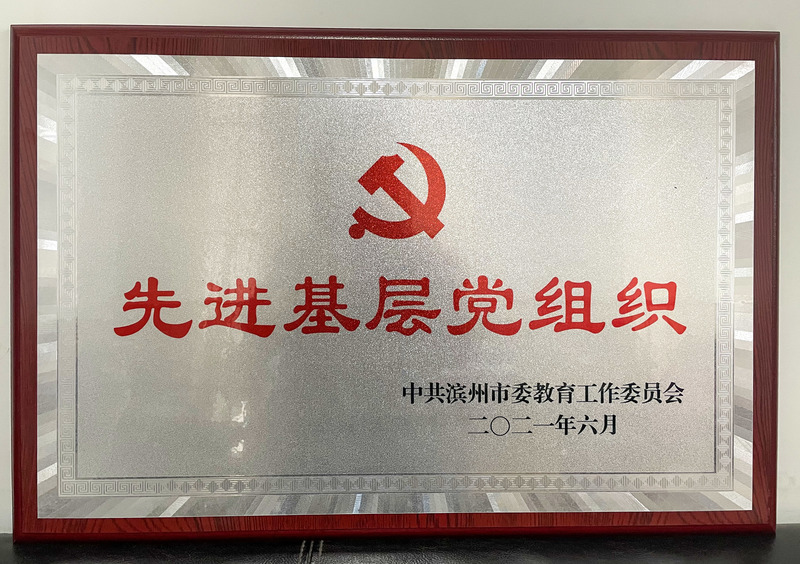 先进基层党组织
中共滨州市委教育工作委员会
二〇二一年六月